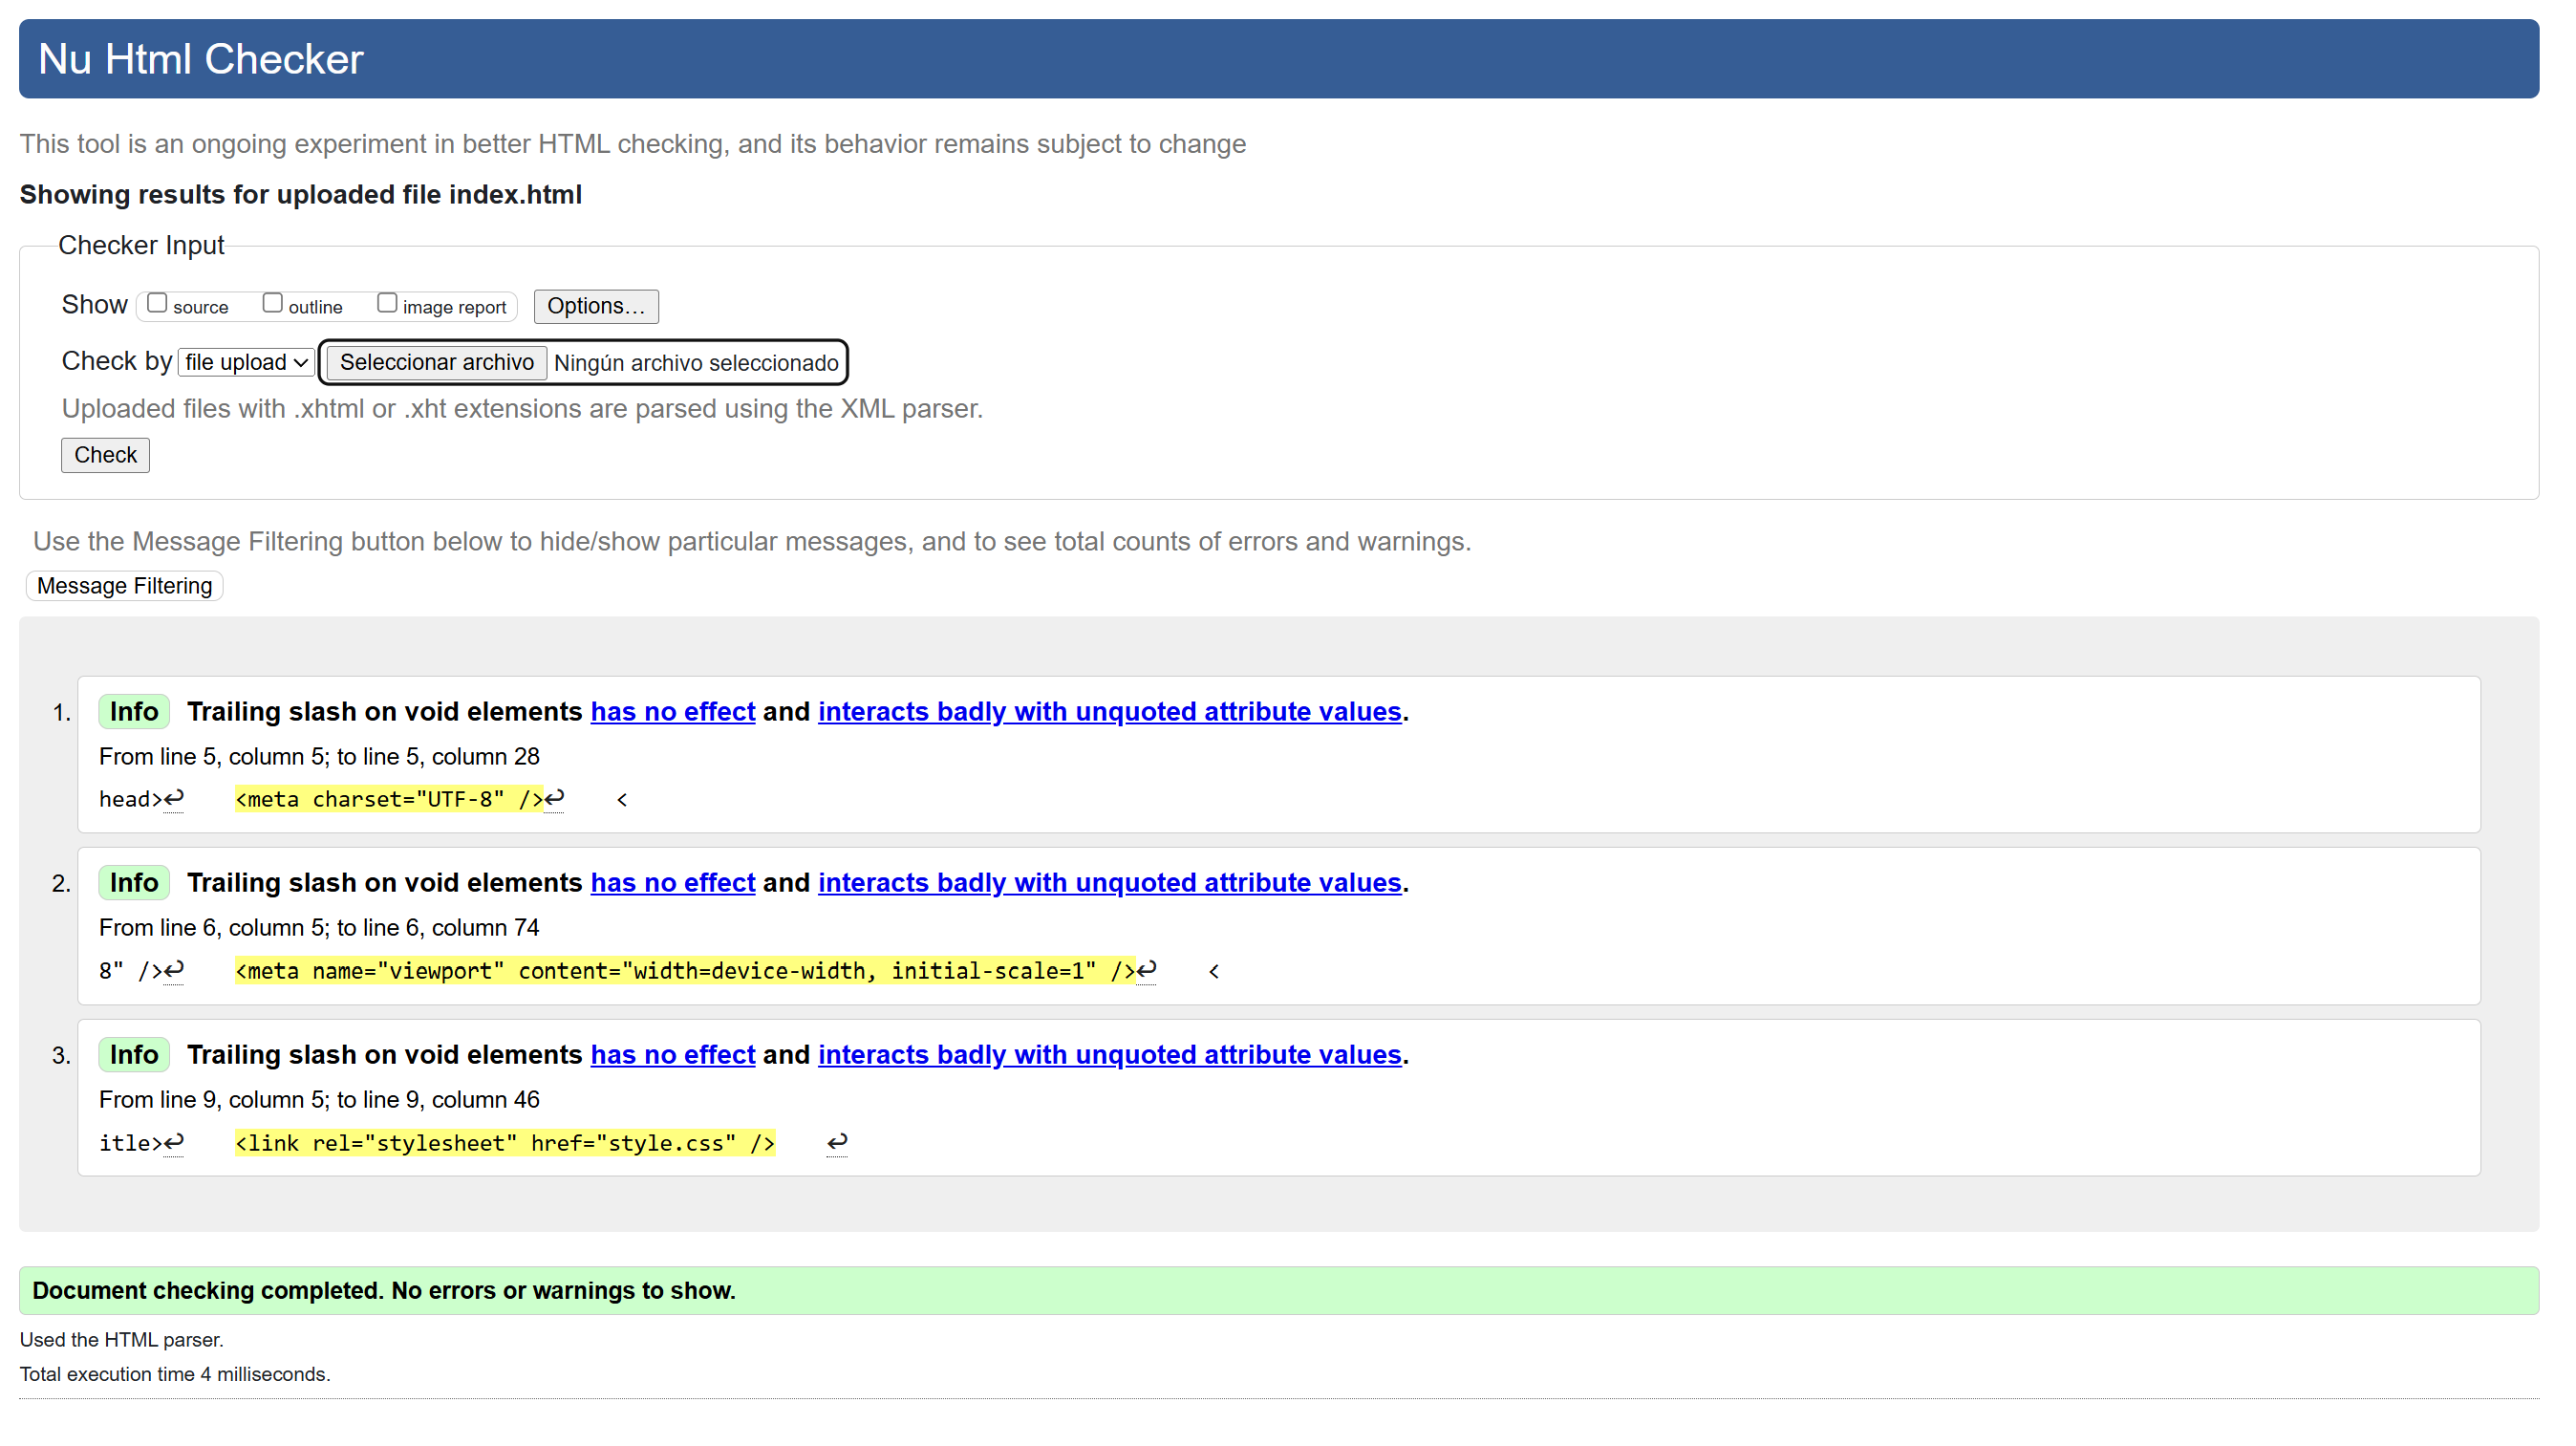 Nu Html Checker
This tool is an ongoing experiment in better HTML checking, and its behavior remains subject to change
Showing results for uploaded file index.html
Checker Input
Show source outline image report Options…
Check by file upload Seleccionar archivo Ningún archivo seleccionado
Uploaded files with .xhtml or .xht extensions are parsed using the XML parser.
Check
Use the Message Filtering button below to hide/show particular messages, and to see total counts of errors and warnings.
Message Filtering
1. Info Trailing slash on void elements has no effect and interacts badly with unquoted attribute values.
From line 5, column 5; to line 5, column 28
head>↩ <meta charset="UTF-8" />↩ <
2. Info Trailing slash on void elements has no effect and interacts badly with unquoted attribute values.
From line 6, column 5; to line 6, column 74
8" />↩ <meta name="viewport" content="width=device-width, initial-scale=1" />↩ <
3. Info Trailing slash on void elements has no effect and interacts badly with unquoted attribute values.
From line 9, column 5; to line 9, column 46
itle>↩ <link rel="stylesheet" href="style.css" /> ↩
Document checking completed. No errors or warnings to show.
Used the HTML parser.
Total execution time 4 milliseconds.